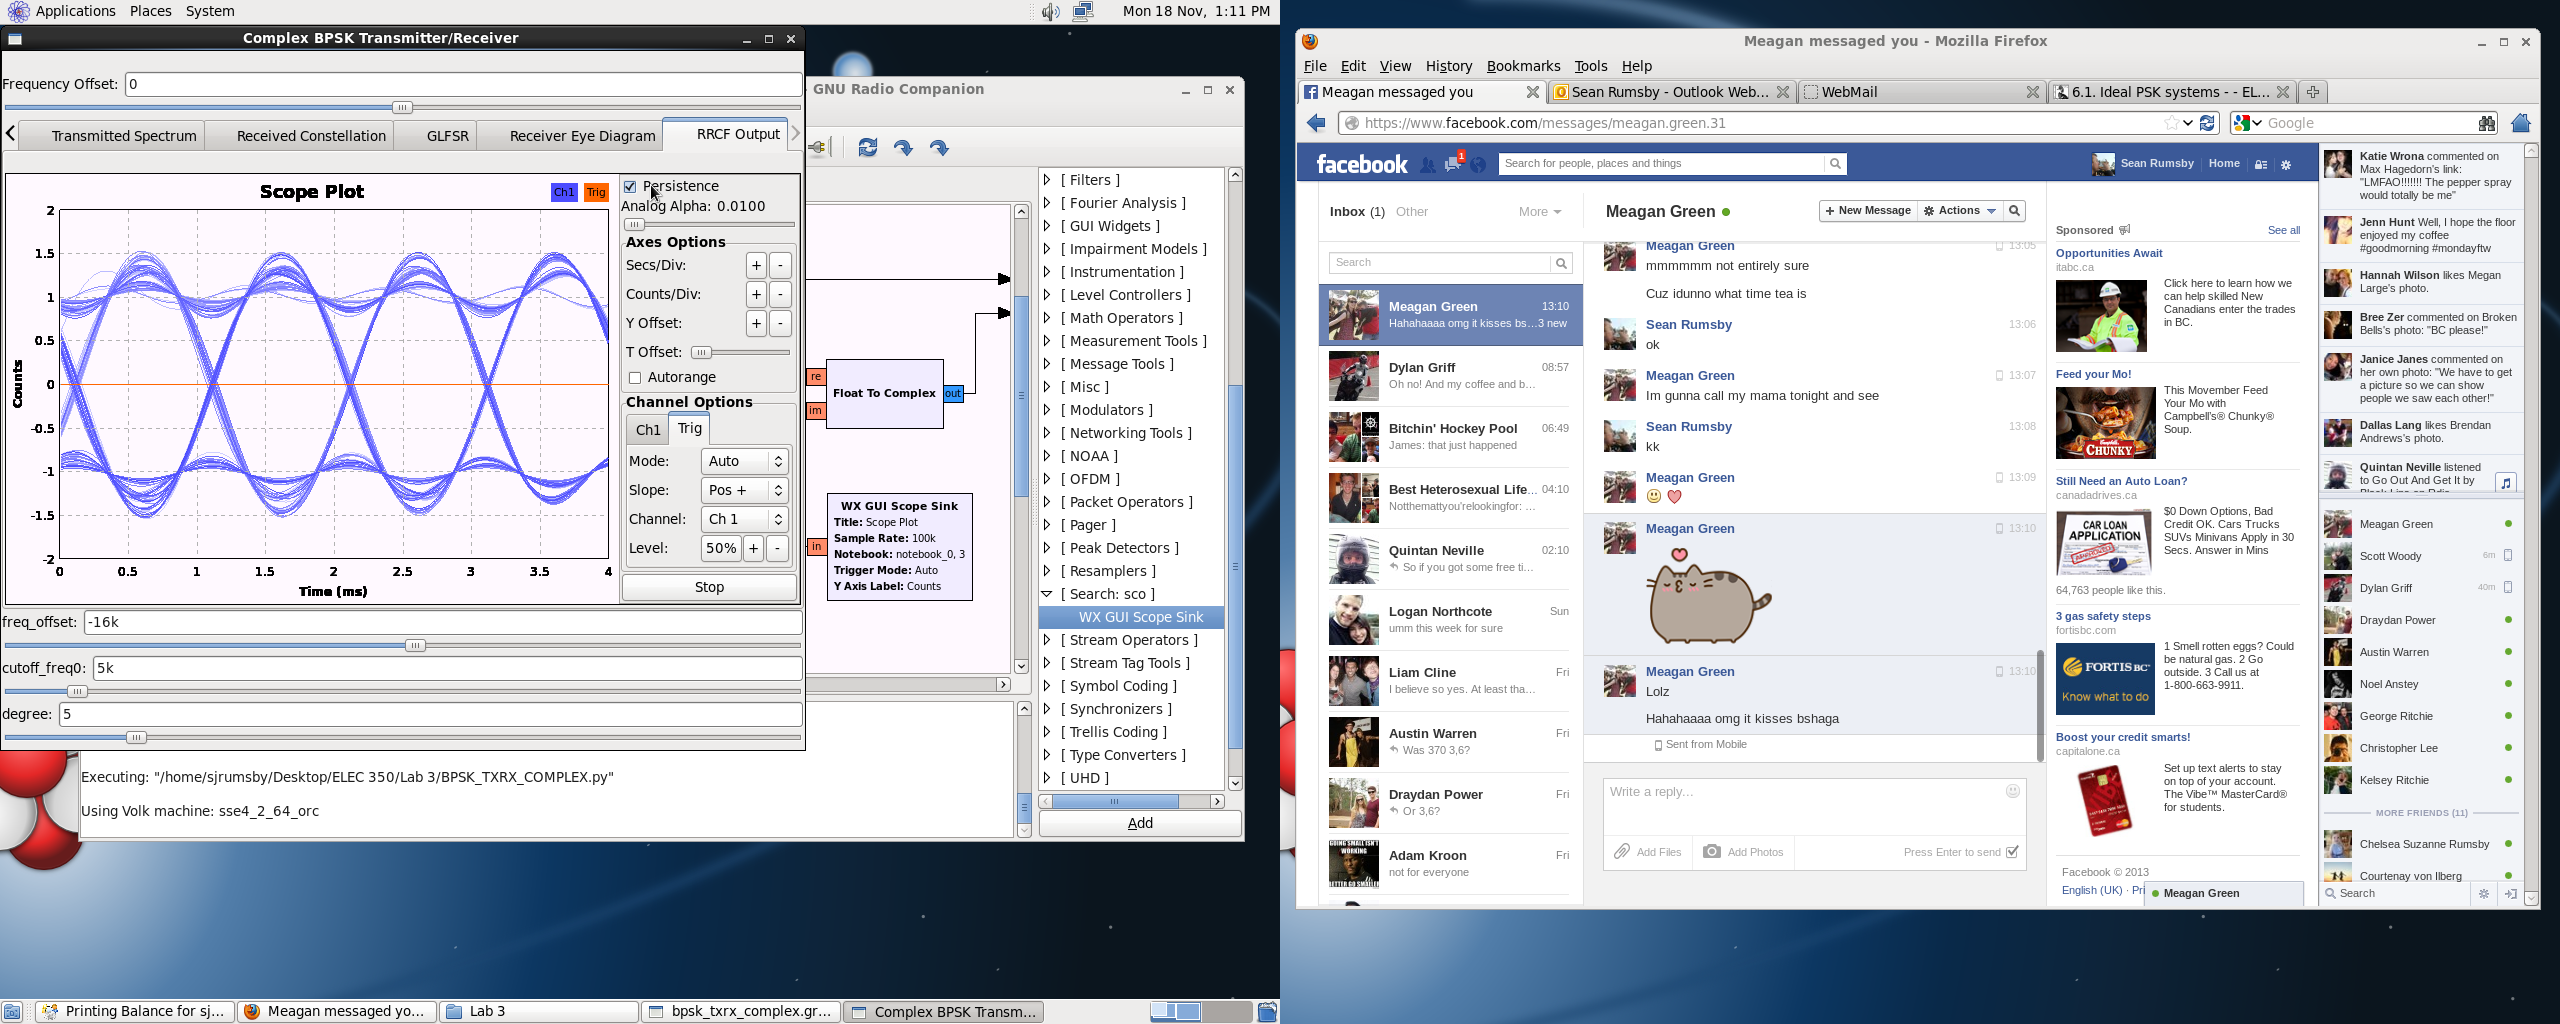 Applications Places System
Mon 18 Nov, 1:11 PM
Complex BPSK Transmitter/Receiver
Frequency Offset: 0
Transmitted Spectrum
Received Constellation
GLFSR
Receiver Eye Diagram
RRCF Output
Scope Plot
Ch1
Trig
2
1.5
1
0.5
0
-0.5
-1
-1.5
-2
Counts
0 0.5 1 1.5 2 2.5 3 3.5 4
Time (ms)
Persistence
Analog Alpha: 0.0100
Axes Options
Secs/Div: + -
Counts/Div: + -
Y Offset: + -
T Offset:
Autorange
Channel Options
Ch1 Trig
Mode: Auto
Slope: Pos +
Channel: Ch 1
Level: 50% + -
Stop
freq_offset: -16k
cutoff_freq0: 5k
degree: 5
GNU Radio Companion
re
im
Float To Complex
out
in
WX GUI Scope Sink
Title: Scope Plot
Sample Rate: 100k
Notebook: notebook_0, 3
Trigger Mode: Auto
Y Axis Label: Counts
[ Filters ]
[ Fourier Analysis ]
[ GUI Widgets ]
[ Impairment Models ]
[ Instrumentation ]
[ Level Controllers ]
[ Math Operators ]
[ Measurement Tools ]
[ Message Tools ]
[ Misc ]
[ Modulators ]
[ Networking Tools ]
[ NOAA ]
[ OFDM ]
[ Packet Operators ]
[ Pager ]
[ Peak Detectors ]
[ Resamplers ]
[ Search: sco ]
WX GUI Scope Sink
[ Stream Operators ]
[ Stream Tag Tools ]
[ Symbol Coding ]
[ Synchronizers ]
[ Trellis Coding ]
[ Type Converters ]
[ UHD ]
Add
Executing: "/home/sjrumsby/Desktop/ELEC 350/Lab 3/BPSK_TXRX_COMPLEX.py"
Using Volk machine: sse4_2_64_orc
Printing Balance for sj...
Meagan messaged yo...
Lab 3
bpsk_txrx_complex.gr...
Complex BPSK Transm...
Meagan messaged you - Mozilla Firefox
File Edit View History Bookmarks Tools Help
Meagan messaged you
Sean Rumsby - Outlook Web...
WebMail
6.1. Ideal PSK systems - - EL...
https://www.facebook.com/messages/meagan.green.31
Google
facebook
1
Search for people, places and things
Sean Rumsby Home
Inbox (1) Other More
Search
Meagan Green 13:10
Hahahaaaa omg it kisses bs...3 new
Dylan Griff 08:57
Oh no! And my coffee and b...
Bitchin' Hockey Pool 06:49
James: that just happened
Best Heterosexual Life... 04:10
Notthemattyou'relookingfor: ...
Quintan Neville 02:10
So if you got some free ti...
Logan Northcote Sun
umm this week for sure
Liam Cline Fri
I believe so yes. At least tha...
Austin Warren Fri
Was 370 3,6?
Draydan Power Fri
Or 3,6?
Adam Kroon Fri
not for everyone
Meagan Green
+ New Message
Actions
Meagan Green 13:05
mmmmmm not entirely sure
Cuz idunno what time tea is
Sean Rumsby 13:06
ok
Meagan Green 13:07
Im gunna call my mama tonight and see
Sean Rumsby 13:08
kk
Meagan Green 13:09
Meagan Green 13:10
Meagan Green 13:10
Lolz
Hahahaaaa omg it kisses bshaga
Sent from Mobile
Write a reply...
Add Files
Add Photos
Press Enter to send
Sponsored
See all
Opportunities Await
itabc.ca
Click here to learn how we
can help skilled New
Canadians enter the trades
in BC.
Feed your Mo!
This Movember Feed
Your Mo with
Campbell's® Chunky®
Soup.
CHUNKY
Still Need an Auto Loan?
canadadrives.ca
CAR LOAN
APPLICATION
APPROVED
$0 Down Options, Bad
Credit OK. Cars Trucks
SUVs Minivans Apply in 30
Secs. Answer in Mins
64,763 people like this.
3 gas safety steps
fortisbc.com
FORTIS BC
Know what to do
1 Smell rotten eggs? Could
be natural gas. 2 Go
outside. 3 Call us at
1-800-663-9911.
Boost your credit smarts!
capitalone.ca
Set up text alerts to stay
on top of your account.
The Vibe™ MasterCard®
for students.
Facebook © 2013
English (UK) · Pri
Meagan Green
Katie Wrona commented on
Max Hagedorn's link:
"LMFAO!!!!!!! The pepper spray
would totally be me"
Jenn Hunt Well, I hope the floor
enjoyed my coffee
#goodmorning #mondayftw
Hannah Wilson likes Megan
Large's photo.
Bree Zer commented on Broken
Bells's photo: "BC please!"
Janice Janes commented on
her own photo: "We have to get
a picture so we can show
people we saw each other!"
Dallas Lang likes Brendan
Andrews's photo.
Quintan Neville listened
to Go Out And Get It by
Meagan Green
Scott Woody 6m
Dylan Griff 40m
Draydan Power
Austin Warren
Noel Anstey
George Ritchie
Christopher Lee
Kelsey Ritchie
MORE FRIENDS (11)
Chelsea Suzanne Rumsby
Courtenay von Ilberg
Search